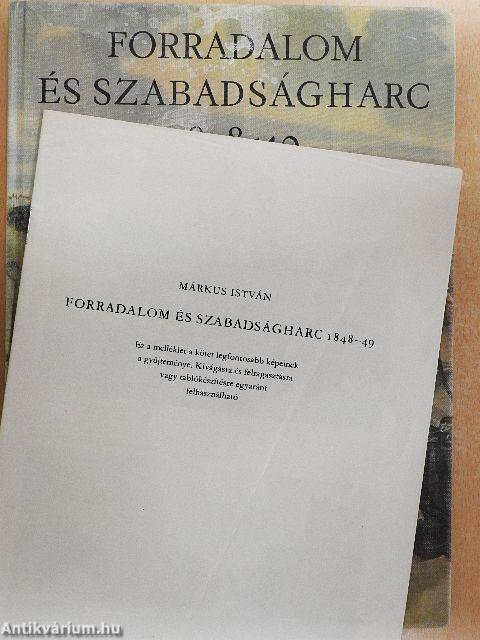 FORRADALOM
ÉS SZABADSÁGHARC
MÁRKUS ISTVÁN
FORRADALOM ÉS SZABADSÁGHARC 1848-49
Ez a melléklet a kötet legfontosabb képeinek
a gyűjteménye. Kivágásra és felragasztásra
vagy tablókészítésre egyaránt
felhasználható
Antikvárium.hu